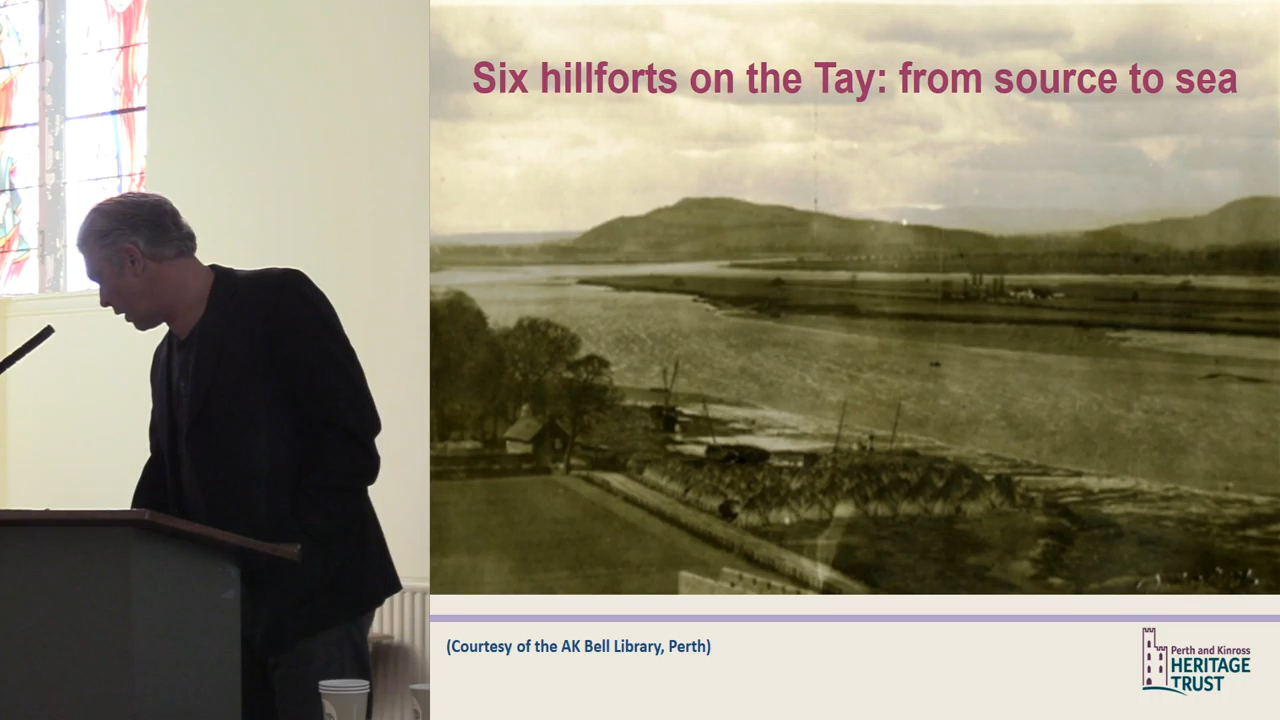 Six hillforts on the Tay: from source to sea
(Courtesy of the AK Bell Library, Perth)
Perth and Kinross
HERITAGE
TRUST